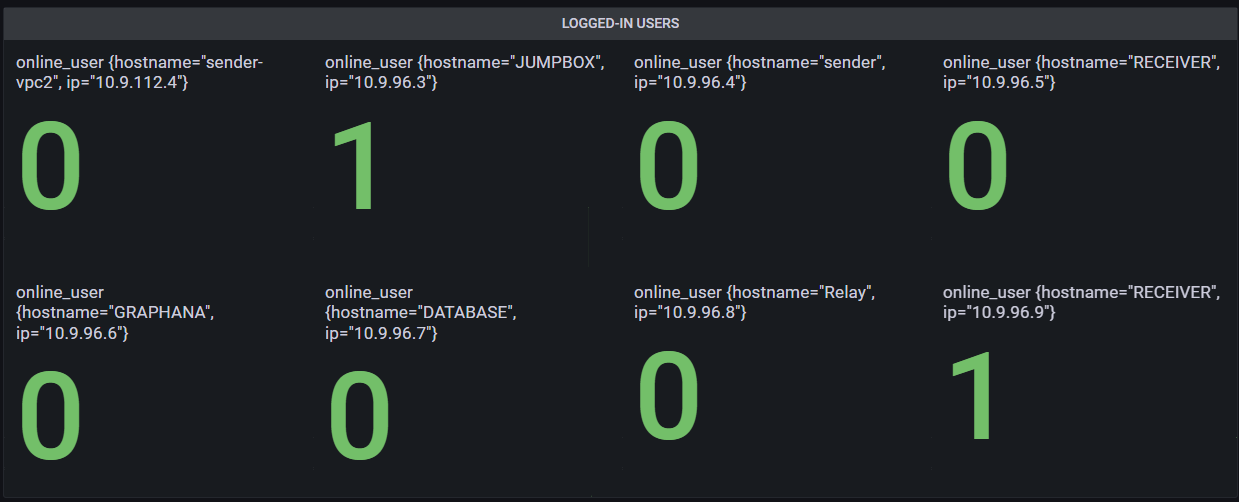 LOGGED-IN USERS
online_user {hostname="sender-
vpc2", ip="10.9.112.4"}
0
online_user {hostname="JUMPBOX",
ip="10.9.96.3"}
1
online_user {hostname="sender",
ip="10.9.96.4"}
0
online_user {hostname="RECEIVER",
ip="10.9.96.5"}
0
online_user
{hostname="GRAPHANA",
ip="10.9.96.6"}
0
online_user
{hostname="DATABASE",
ip="10.9.96.7"}
0
online_user {hostname="Relay",
ip="10.9.96.8"}
0
online_user {hostname="RECEIVER",
ip="10.9.96.9"}
1